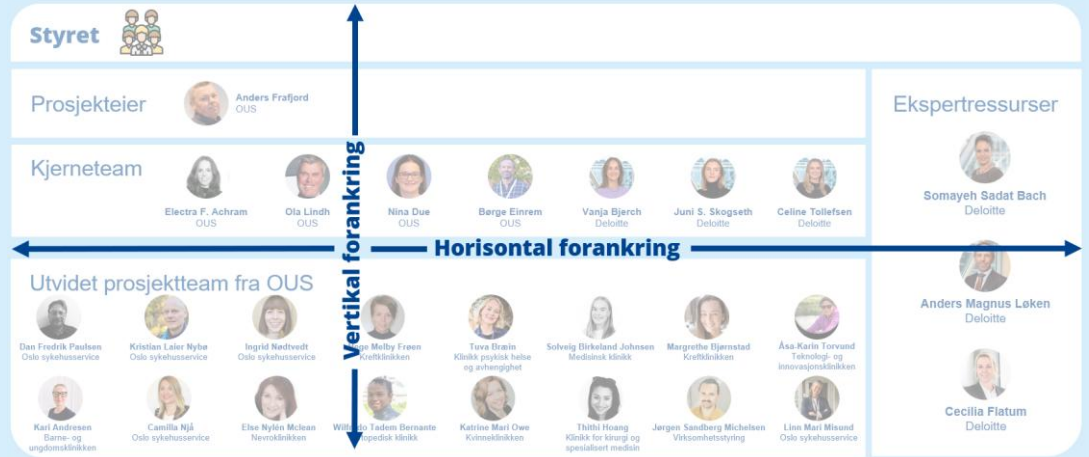 Styret
Prosjekteier
Anders Frafjord
OUS
Ekspertressurser
Kjerneteam
Electra F. Achram
OUS
Ola Lindh
OUS
Nina Due
OUS
Børge Einrem
OUS
Vanja Bjerch
Deloitte
Juni S. Skogseth
Deloitte
Celine Tollefsen
Deloitte
Somayeh Sadat Bach
Deloitte
Vertikal forankring
Horisontal forankring
Anders Magnus Løken
Deloitte
Cecilia Flatum
Deloitte
Utvidet prosjektteam fra OUS
Dan Fredrik Paulsen
Oslo sykehusservice
Kristian Laier Nybø
Oslo sykehusservice
Ingrid Nødtvedt
Oslo sykehusservice
Melby Frøen
Kreftklinikken
Tuva Bræin
Klinikk psykisk helse
og avhengighet
Solveig Birkeland Johnsen
Medisinsk klinikk
Margrethe Bjørnstad
Kreftklinikken
Åsa-Karin Torvund
Teknologi- og
innovasjonsklinikken
Kari Andresen
Barne- og
ungdomsklinikken
Camilla Njå
Oslo sykehusservice
Else Nylén Mclean
Nevroklinikken
Tadem Bernante
klinikk
Katrine Mari Owe
Kvinneklinikken
Thithi Hoang
Klinikk for kirurgi og
spesialisert medisin
Jørgen Sandberg Michelsen
Virksomhetsstyring
Linn Mari Misund
Oslo sykehusservice